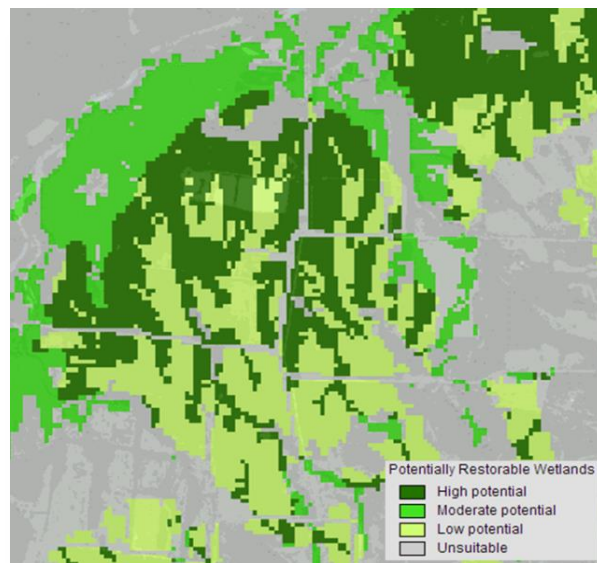 Potentially Restorable Wetlands
High potential
Moderate potential
Low potential
Unsuitable